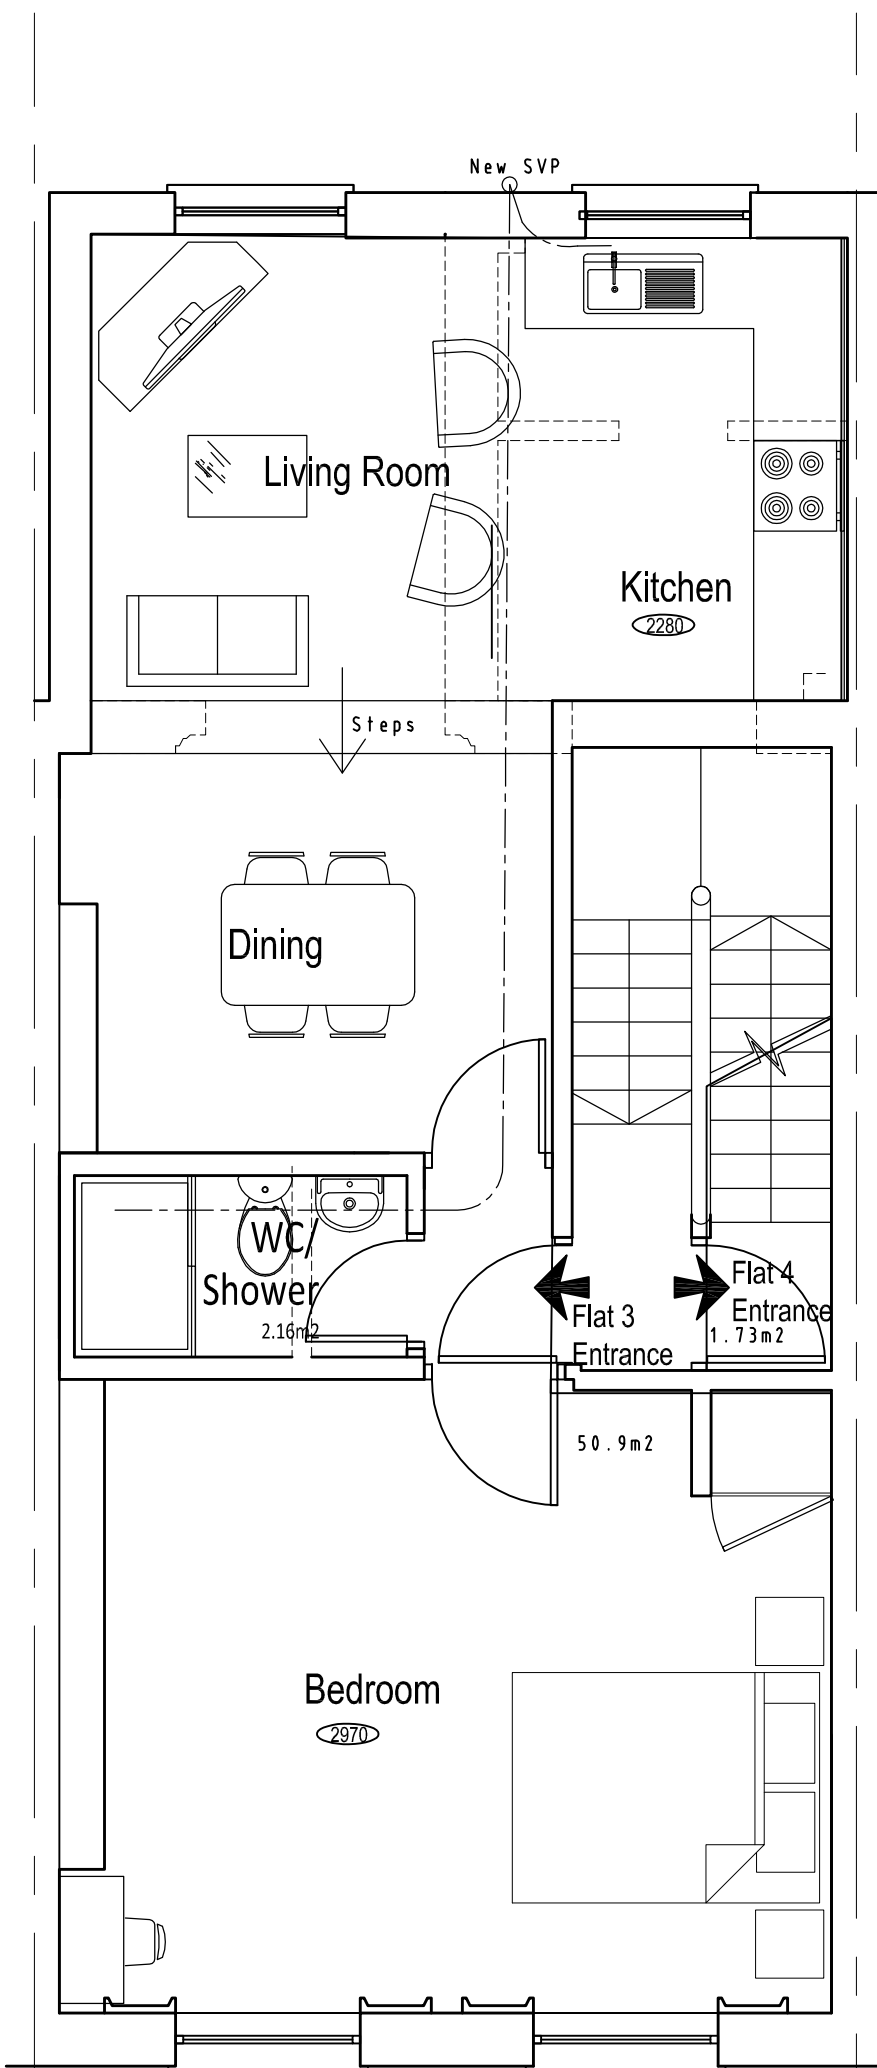 New SVP
Living Room
Kitchen
2280
Steps
Dining
WC/
Shower
2.16m2
Flat 3
Entrance
Flat 4
Entrance
1.73m2
50.9m2
Bedroom
2970